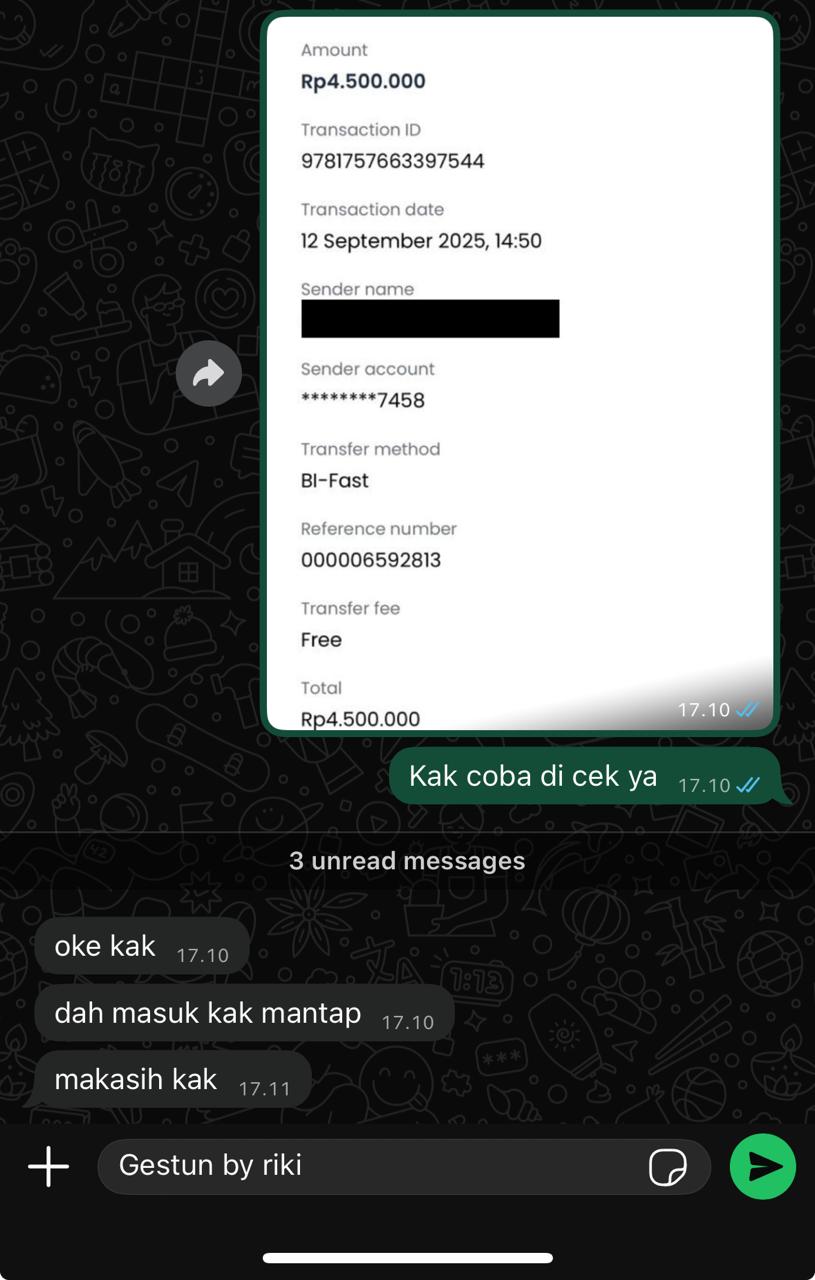 Amount
Rp4.500.000
Transaction ID
9781757663397544
Transaction date
12 September 2025, 14:50
Sender name
Sender account
********7458
Transfer method
BI-Fast
Reference number
000006592813
Transfer fee
Free
Total
Rp4.500.000
17.10
Kak coba di cek ya 17.10
3 unread messages
oke kak 17.10
dah masuk kak mantap 17.10
makasih kak 17.11
Gestun by riki